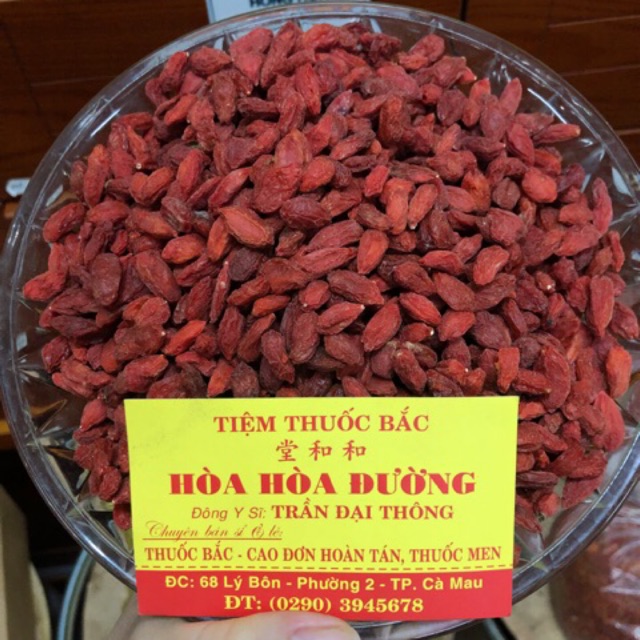 TIỆM THUỐC BẮC
堂和和
HÒA HÒA ĐƯỜNG
Đông Y Sĩ: TRẦN ĐẠI THÔNG
Chuyên bán sỉ & lẻ:
THUỐC BẮC - CAO ĐƠN HOÀN TÁN, THUỐC MEN
ĐC: 68 Lý Bôn - Phường 2 - TP. Cà Mau
ĐT: (0290) 3945678